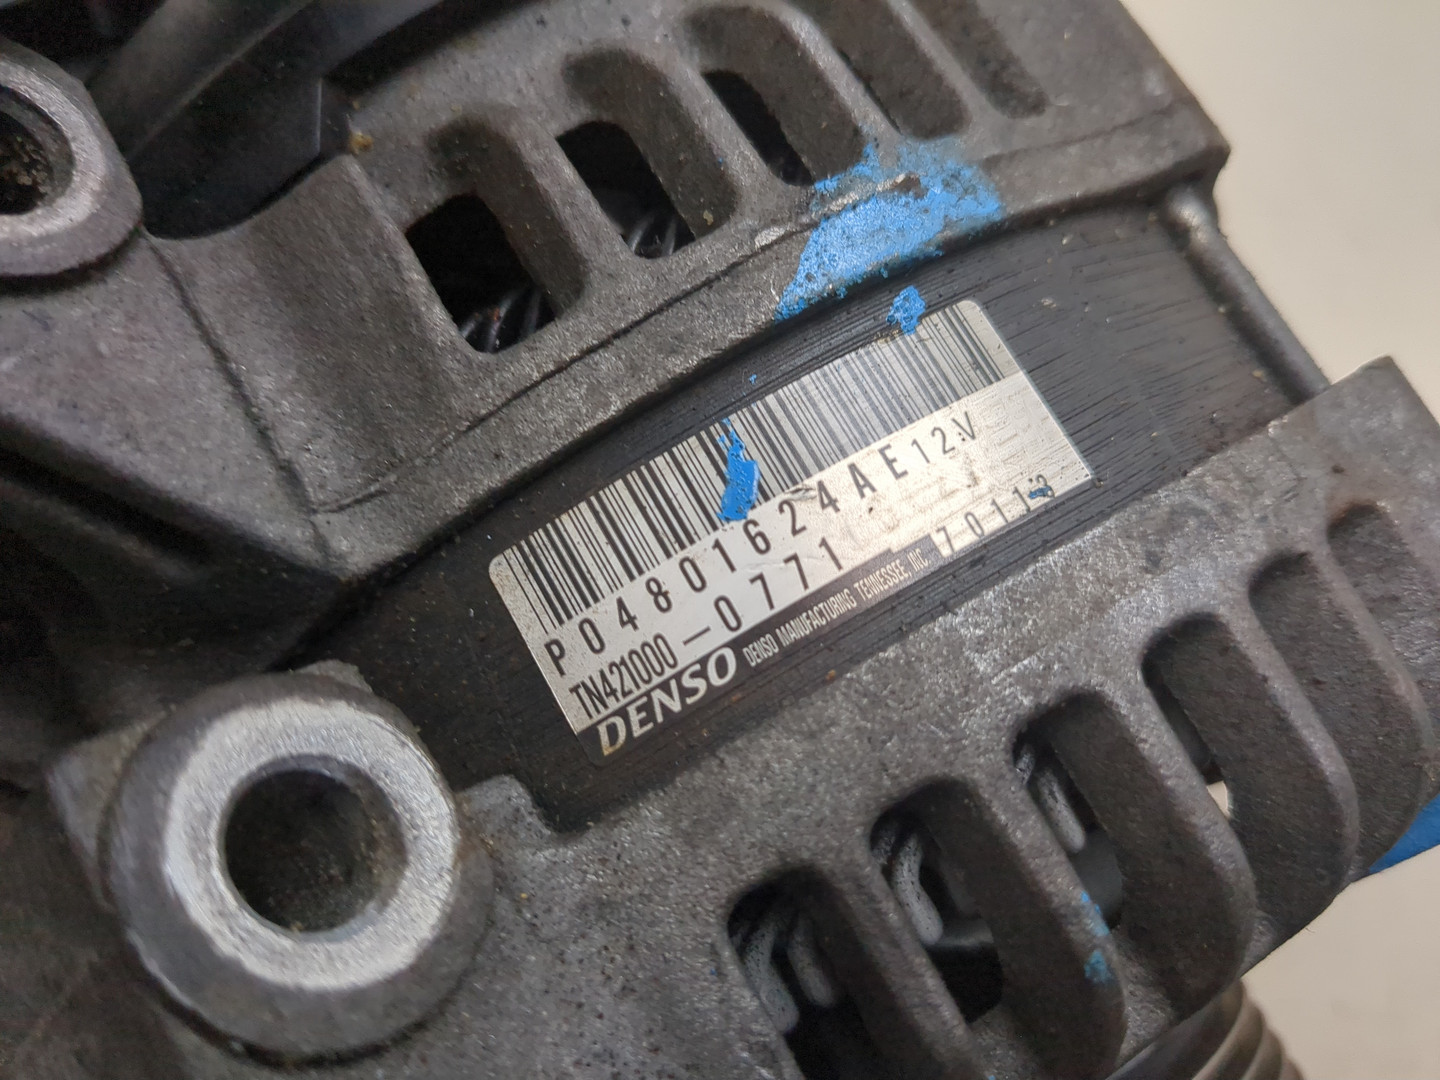 P04801624AE 12V
TN421000-0771
DENSO DENSO MANUFACTURING TENNESSEE, INC. 70113